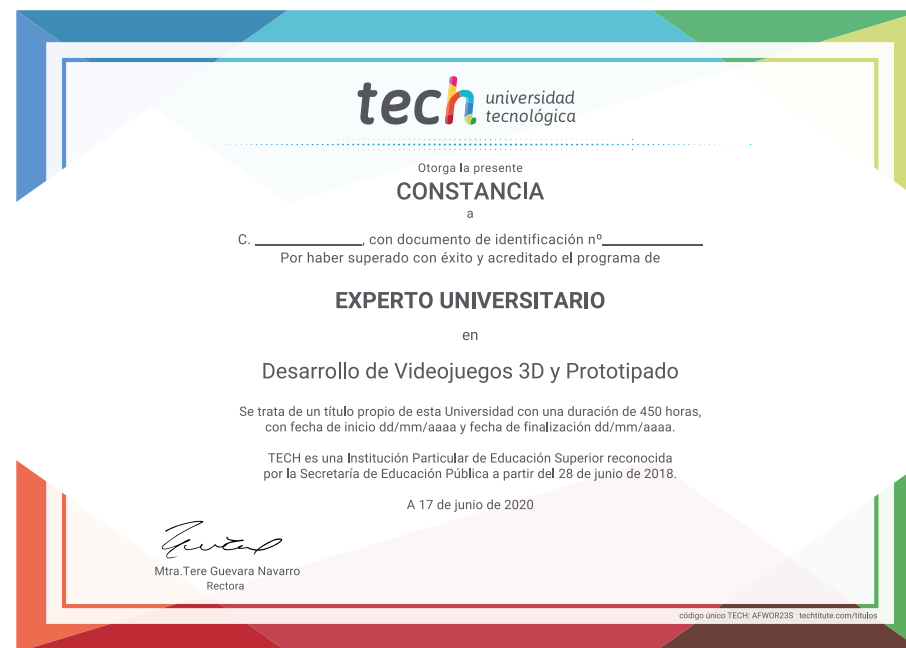 tech universidad
tecnológica
Otorga la presente
CONSTANCIA
a
C. ______________, con documento de identificación nº_____________
Por haber superado con éxito y acreditado el programa de
EXPERTO UNIVERSITARIO
en
Desarrollo de Videojuegos 3D y Prototipado
Se trata de un título propio de esta Universidad con una duración de 450 horas,
con fecha de inicio dd/mm/aaaa y fecha de finalización dd/mm/aaaa.
TECH es una Institución Particular de Educación Superior reconocida
por la Secretaría de Educación Pública a partir del 28 de junio de 2018.
A 17 de junio de 2020
Mtra.Tere Guevara Navarro
Rectora
código único TECH: AFWOR23S techtitute.com/titulos